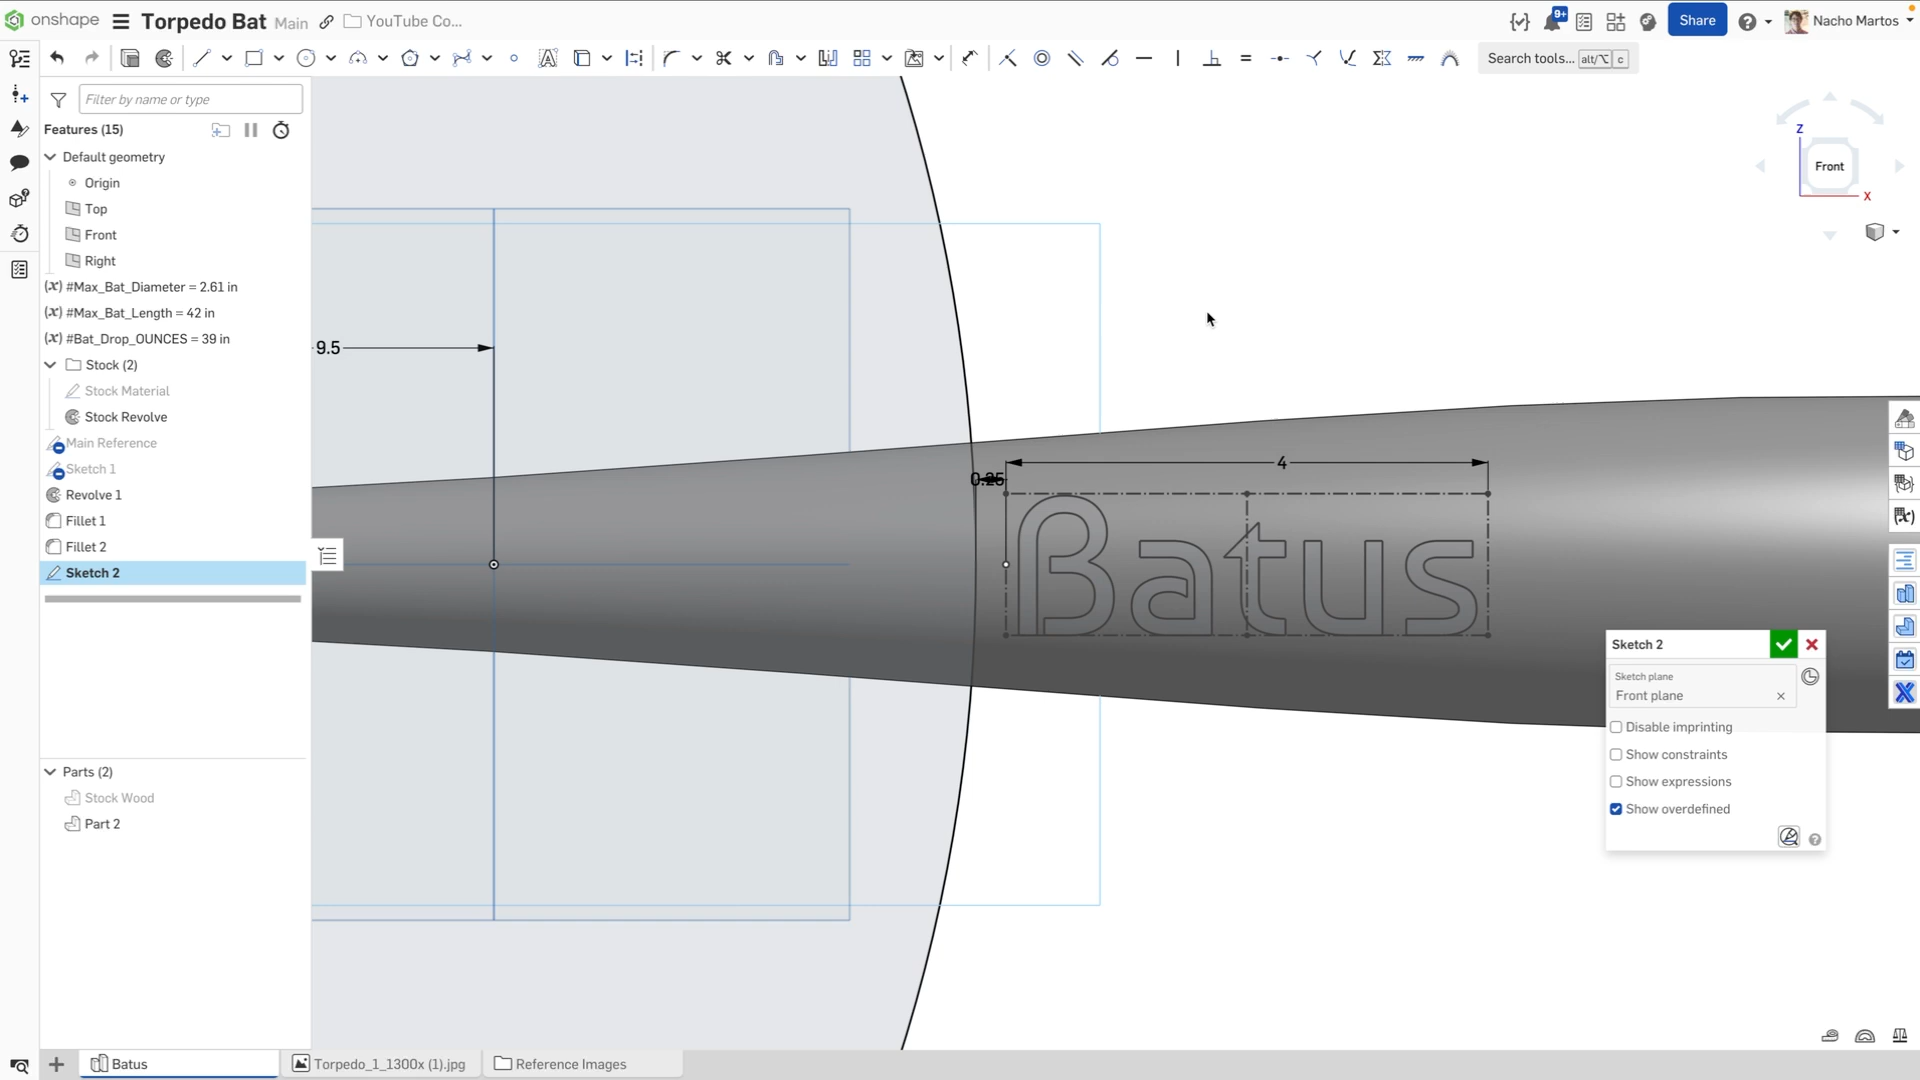 onshape Torpedo Bat Main YouTube Co... 9+ Share Nacho Martos
Search tools... alt/⌥ c
Filter by name or type
Features (15)
Default geometry
Origin
Top
Front
Right
(x) #Max_Bat_Diameter = 2.61 in
(x) #Max_Bat_Length = 42 in
(x) #Bat_Drop_OUNCES = 39 in
Stock (2)
Stock Material
Stock Revolve
Main Reference
Sketch 1
Revolve 1
Fillet 1
Fillet 2
Sketch 2
Parts (2)
Stock Wood
Part 2
Z
Front
X
9.5
4
0.25
ßatus
Sketch 2
Sketch plane
Front plane
Disable imprinting
Show constraints
Show expressions
Show overdefined
Batus Torpedo_1_1300x (1).jpg Reference Images